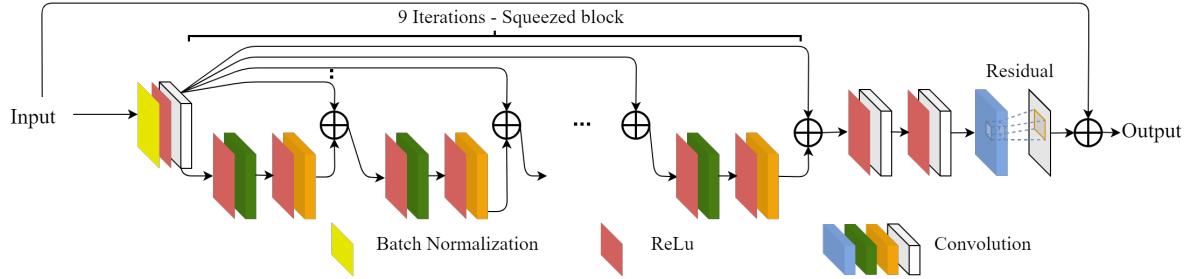 9 Iterations - Squeezed block
Residual
Input
...
Output
Batch Normalization
ReLu
Convolution